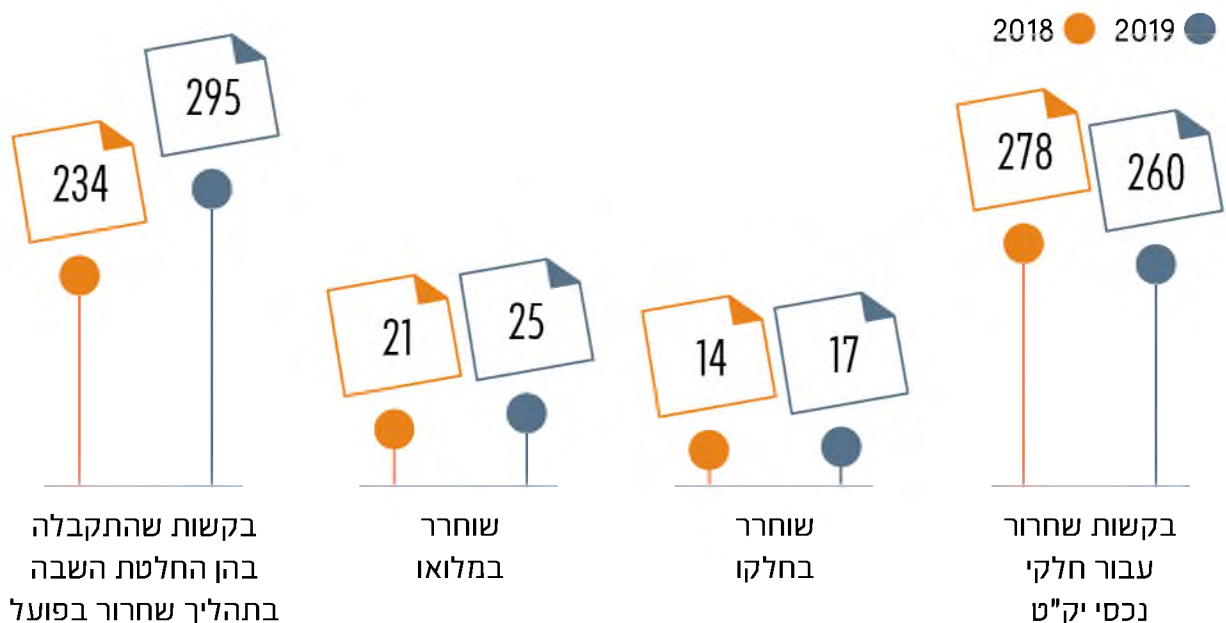 2018 2019
278
260
14
17
21
25
234
295
בקשות שחרור
עבור חלקי
נכסי יק"ט
שוחרר
בחלקו
שוחרר
במלואו
בקשות שהתקבלה
בהן החלטת השבה
בתהליך שחרור בפועל